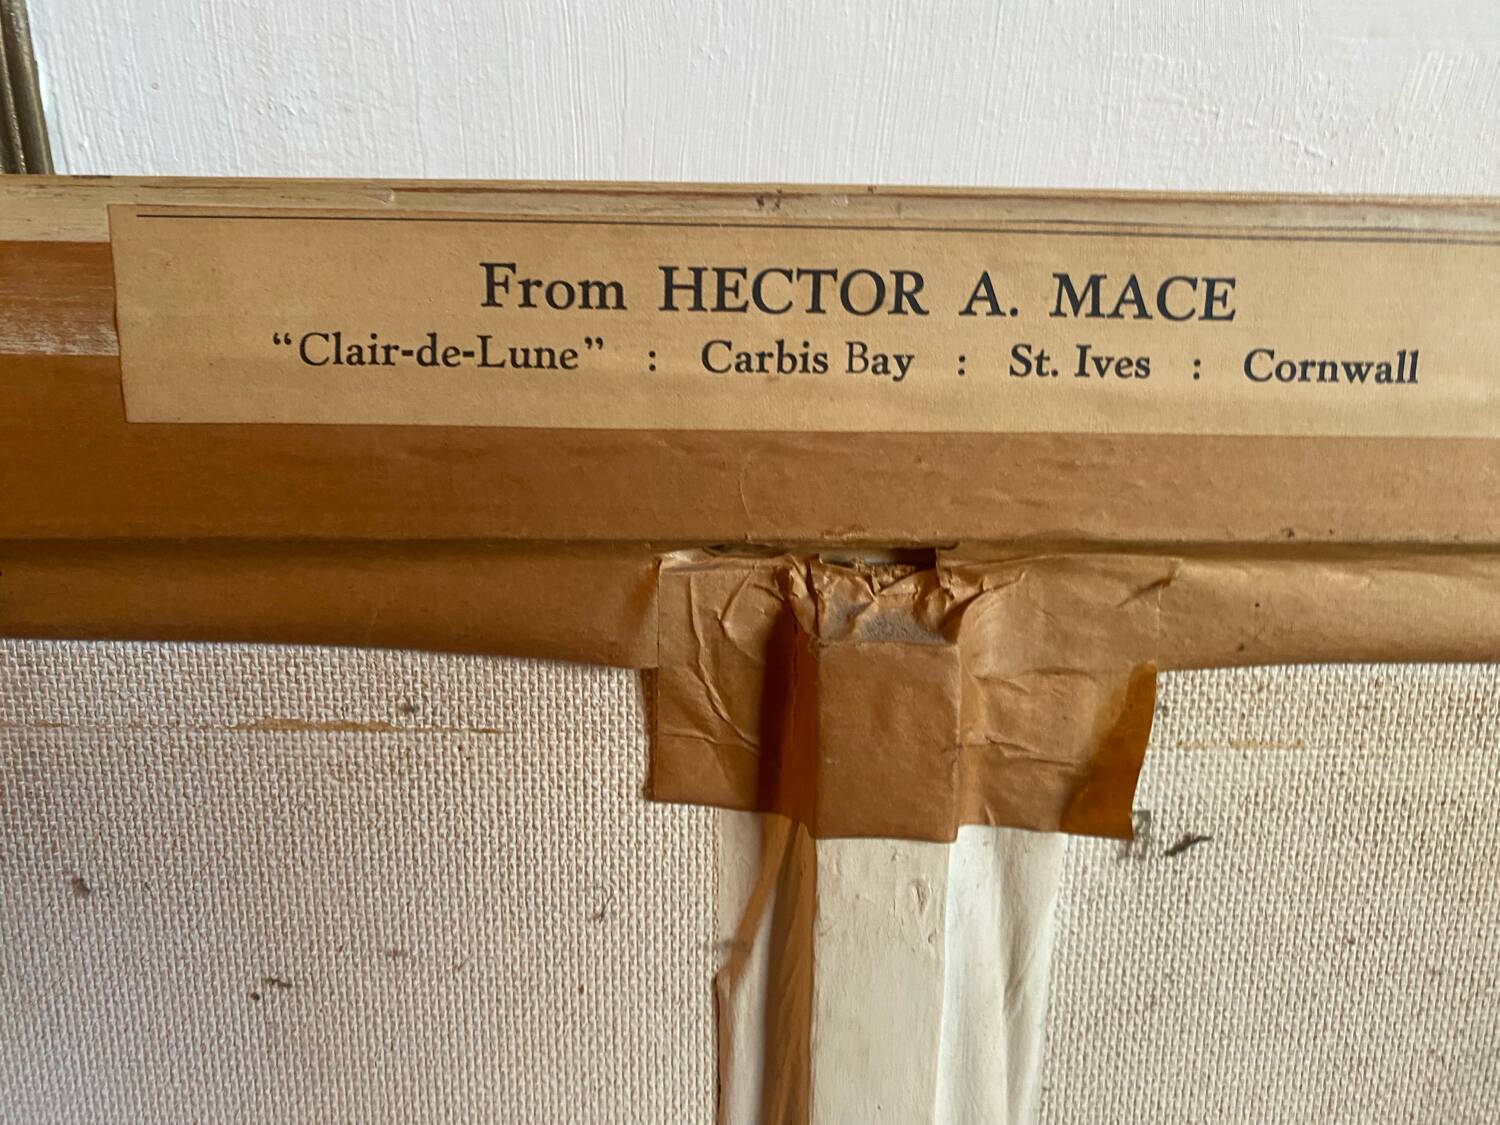 From HECTOR A. MACE
“Clair-de-Lune” : Carbis Bay : St. Ives : Cornwall